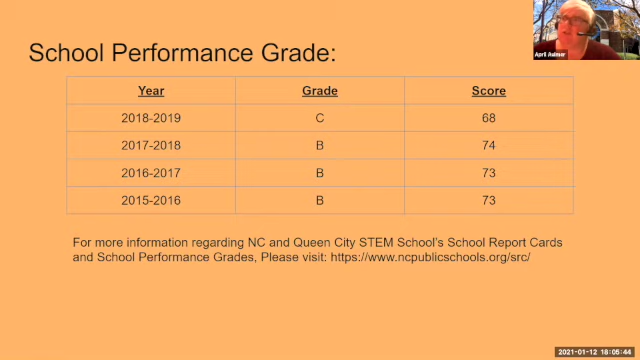 School Performance Grade:
Year Grade Score
2018-2019 C 68
2017-2018 B 74
2016-2017 B 73
2015-2016 B 73
For more information regarding NC and Queen City STEM School's School Report Cards
and School Performance Grades, Please visit: https://www.ncpublicschools.org/src/
April
2021-01-12 18:05:44